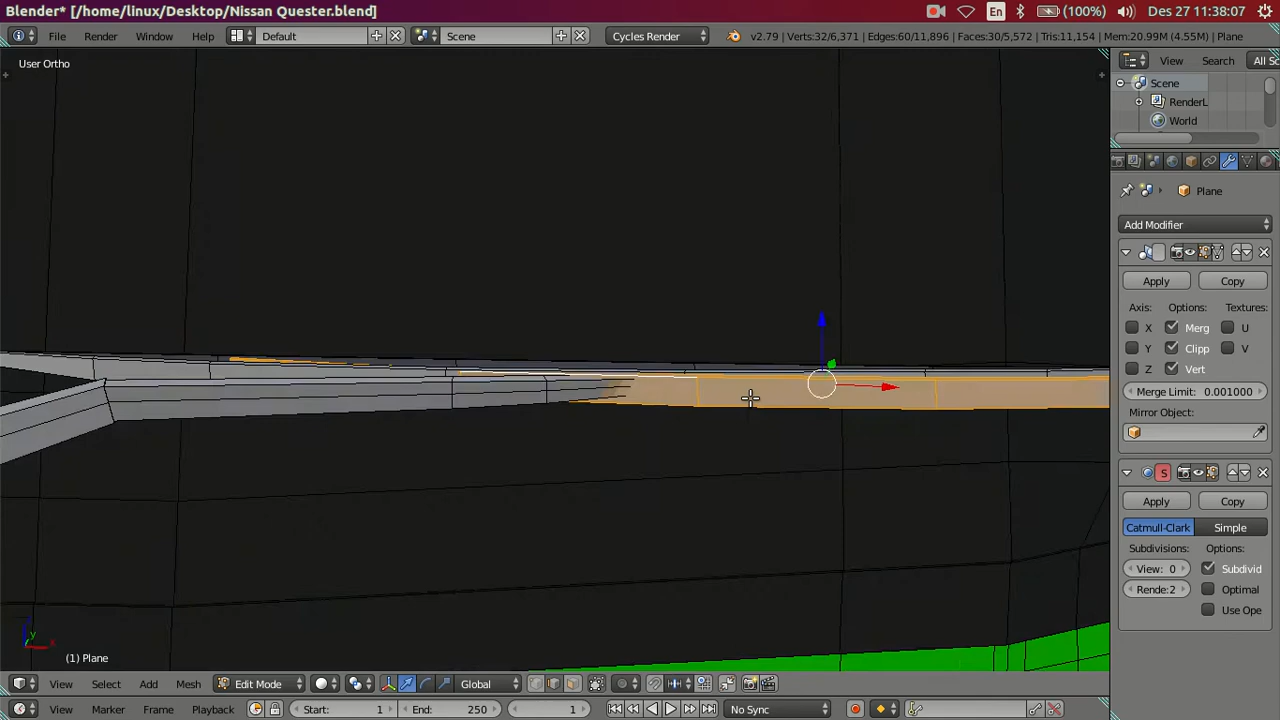 Blender* [/home/linux/Desktop/Nissan Quester.blend] En (100%) Des 27 11:38:07
File Render Window Help Default Scene Cycles Render v2.79 | Verts:32/6,371 | Edges:60/11,896 | Faces:30/5,572 | Tris:11,154 | Mem:20.99M (4.55M) | Plane
User Ortho
View Search All Sc
Scene
RenderL
World
Plane
Add Modifier
Apply Copy
Axis: Options: Textures:
X Merg U
Y Clipp V
Z Vert
Merge Limit: 0.001000
Mirror Object:
S
Apply Copy
Catmull-Clark Simple
Subdivisions: Options:
View: 0 Subdivid
Rende:2 Optimal
Use Ope
y
x
(1) Plane
View Select Add Mesh Edit Mode Global
View Marker Frame Playback Start: 1 End: 250 1 No Sync